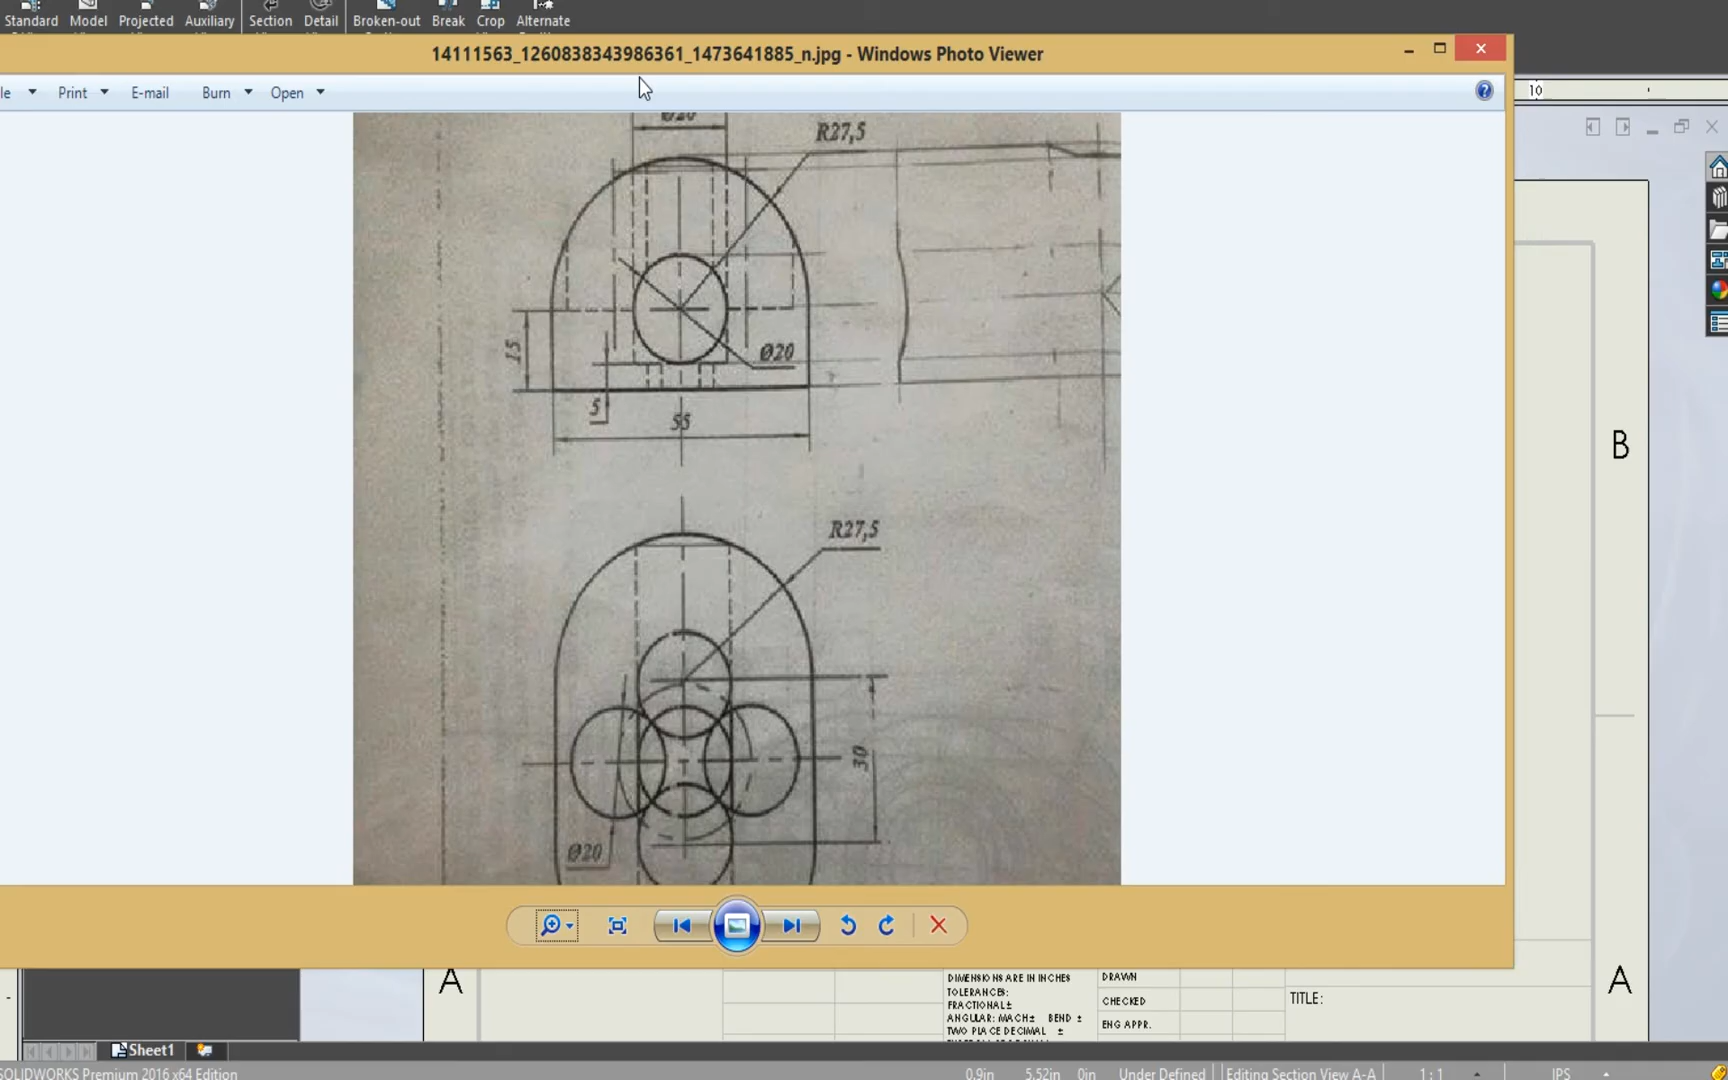 Standard Model Projected Auxiliary Section Detail Broken-out Break Crop Alternate
14111563_1260838343986361_1473641885_n.jpg - Windows Photo Viewer
le Print E-mail Burn Open
10
Ø20
R27,5
15
Ø20
5
55
B
R27,5
30
Ø20
A
A
DIMENSIONS ARE IN INCHES
TOLERANCES:
FRACTIONAL±
ANGULAR: MACH± BEND ±
TWO PLACE DECIMAL ±
DRAWN
CHECKED
ENG APPR.
TITLE:
Sheet1
SOLIDWORKS Premium 2016 x64 Edition
0.9in 5.52in 0in Under Defined Editing Section View A-A 1 : 1 IPS